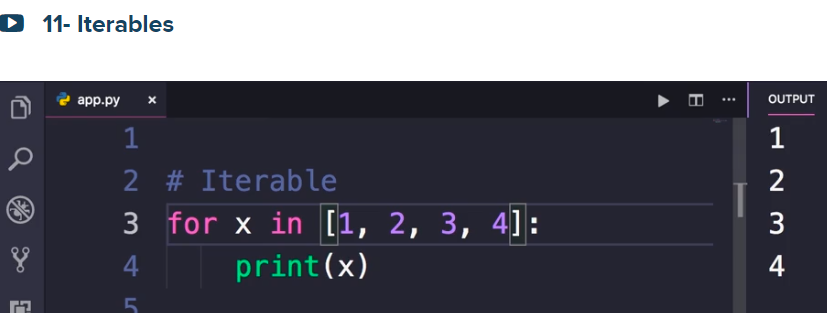 11- Iterables
app.py x
OUTPUT
1
2 # Iterable
3 for x in [1, 2, 3, 4]:
4 print(x)
5
1
2
3
4